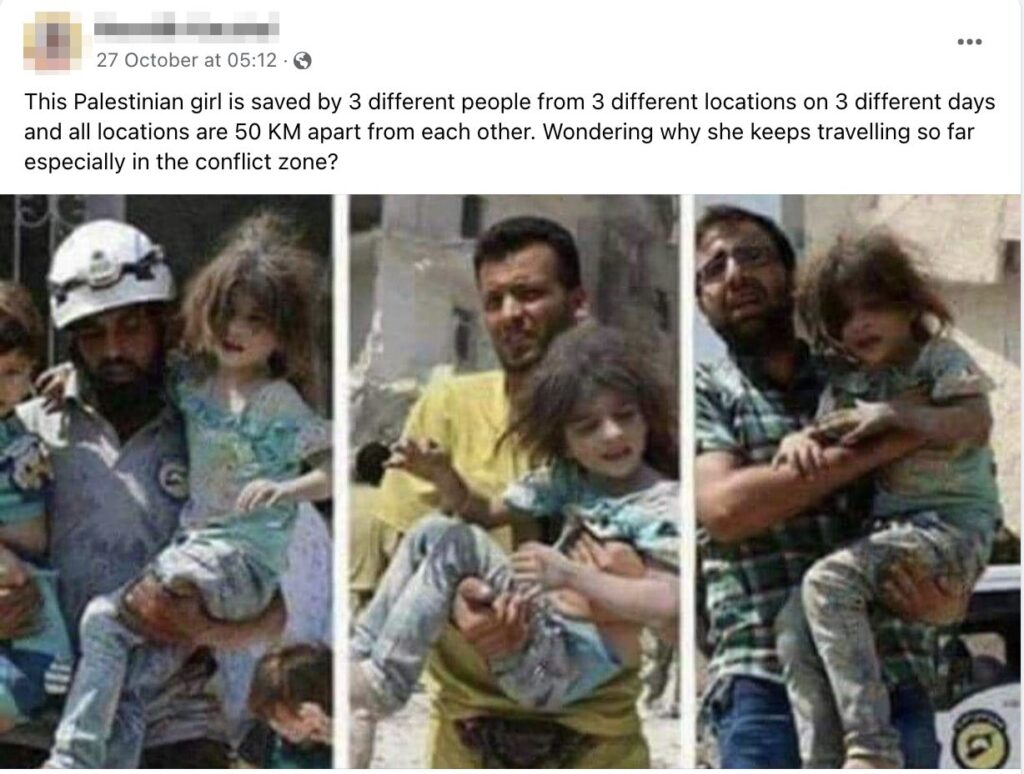 27 October at 05:12 ·
This Palestinian girl is saved by 3 different people from 3 different locations on 3 different days
and all locations are 50 KM apart from each other. Wondering why she keeps travelling so far
especially in the conflict zone?